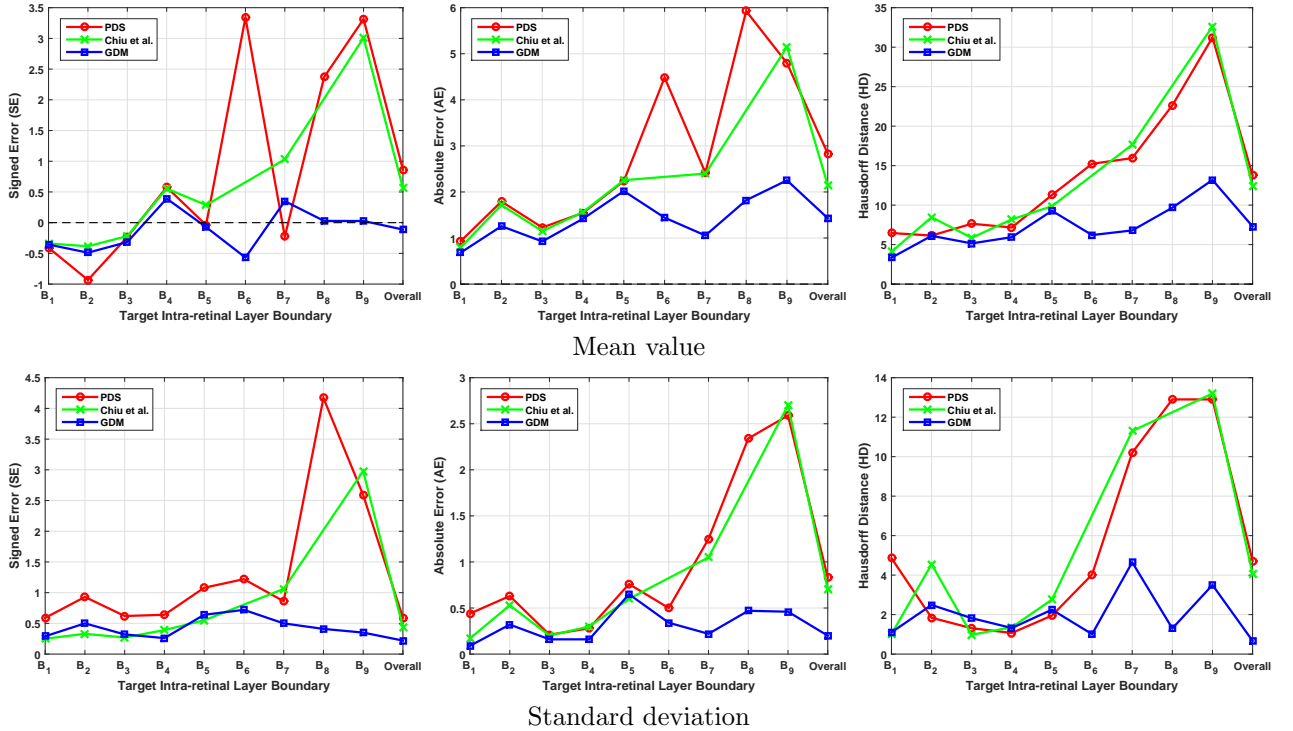 Signed Error (SE)
3.5
3
2.5
2
1.5
1
0.5
0
-0.5
-1
PDS
Chiu et al.
GDM
B1 B2 B3 B4 B5 B6 B7 B8 B9 Overall
Target Intra-retinal Layer Boundary
Absolute Error (AE)
6
5
4
3
2
1
0
PDS
Chiu et al.
GDM
B1 B2 B3 B4 B5 B6 B7 B8 B9 Overall
Target Intra-retinal Layer Boundary
Hausdorff Distance (HD)
35
30
25
20
15
10
5
0
PDS
Chiu et al.
GDM
B1 B2 B3 B4 B5 B6 B7 B8 B9 Overall
Target Intra-retinal Layer Boundary
Mean value
Signed Error (SE)
4.5
4
3.5
3
2.5
2
1.5
1
0.5
0
PDS
Chiu et al.
GDM
B1 B2 B3 B4 B5 B6 B7 B8 B9 Overall
Target Intra-retinal Layer Boundary
Absolute Error (AE)
3
2.5
2
1.5
1
0.5
0
PDS
Chiu et al.
GDM
B1 B2 B3 B4 B5 B6 B7 B8 B9 Overall
Target Intra-retinal Layer Boundary
Hausdorff Distance (HD)
14
12
10
8
6
4
2
0
PDS
Chiu et al.
GDM
B1 B2 B3 B4 B5 B6 B7 B8 B9 Overall
Target Intra-retinal Layer Boundary
Standard deviation